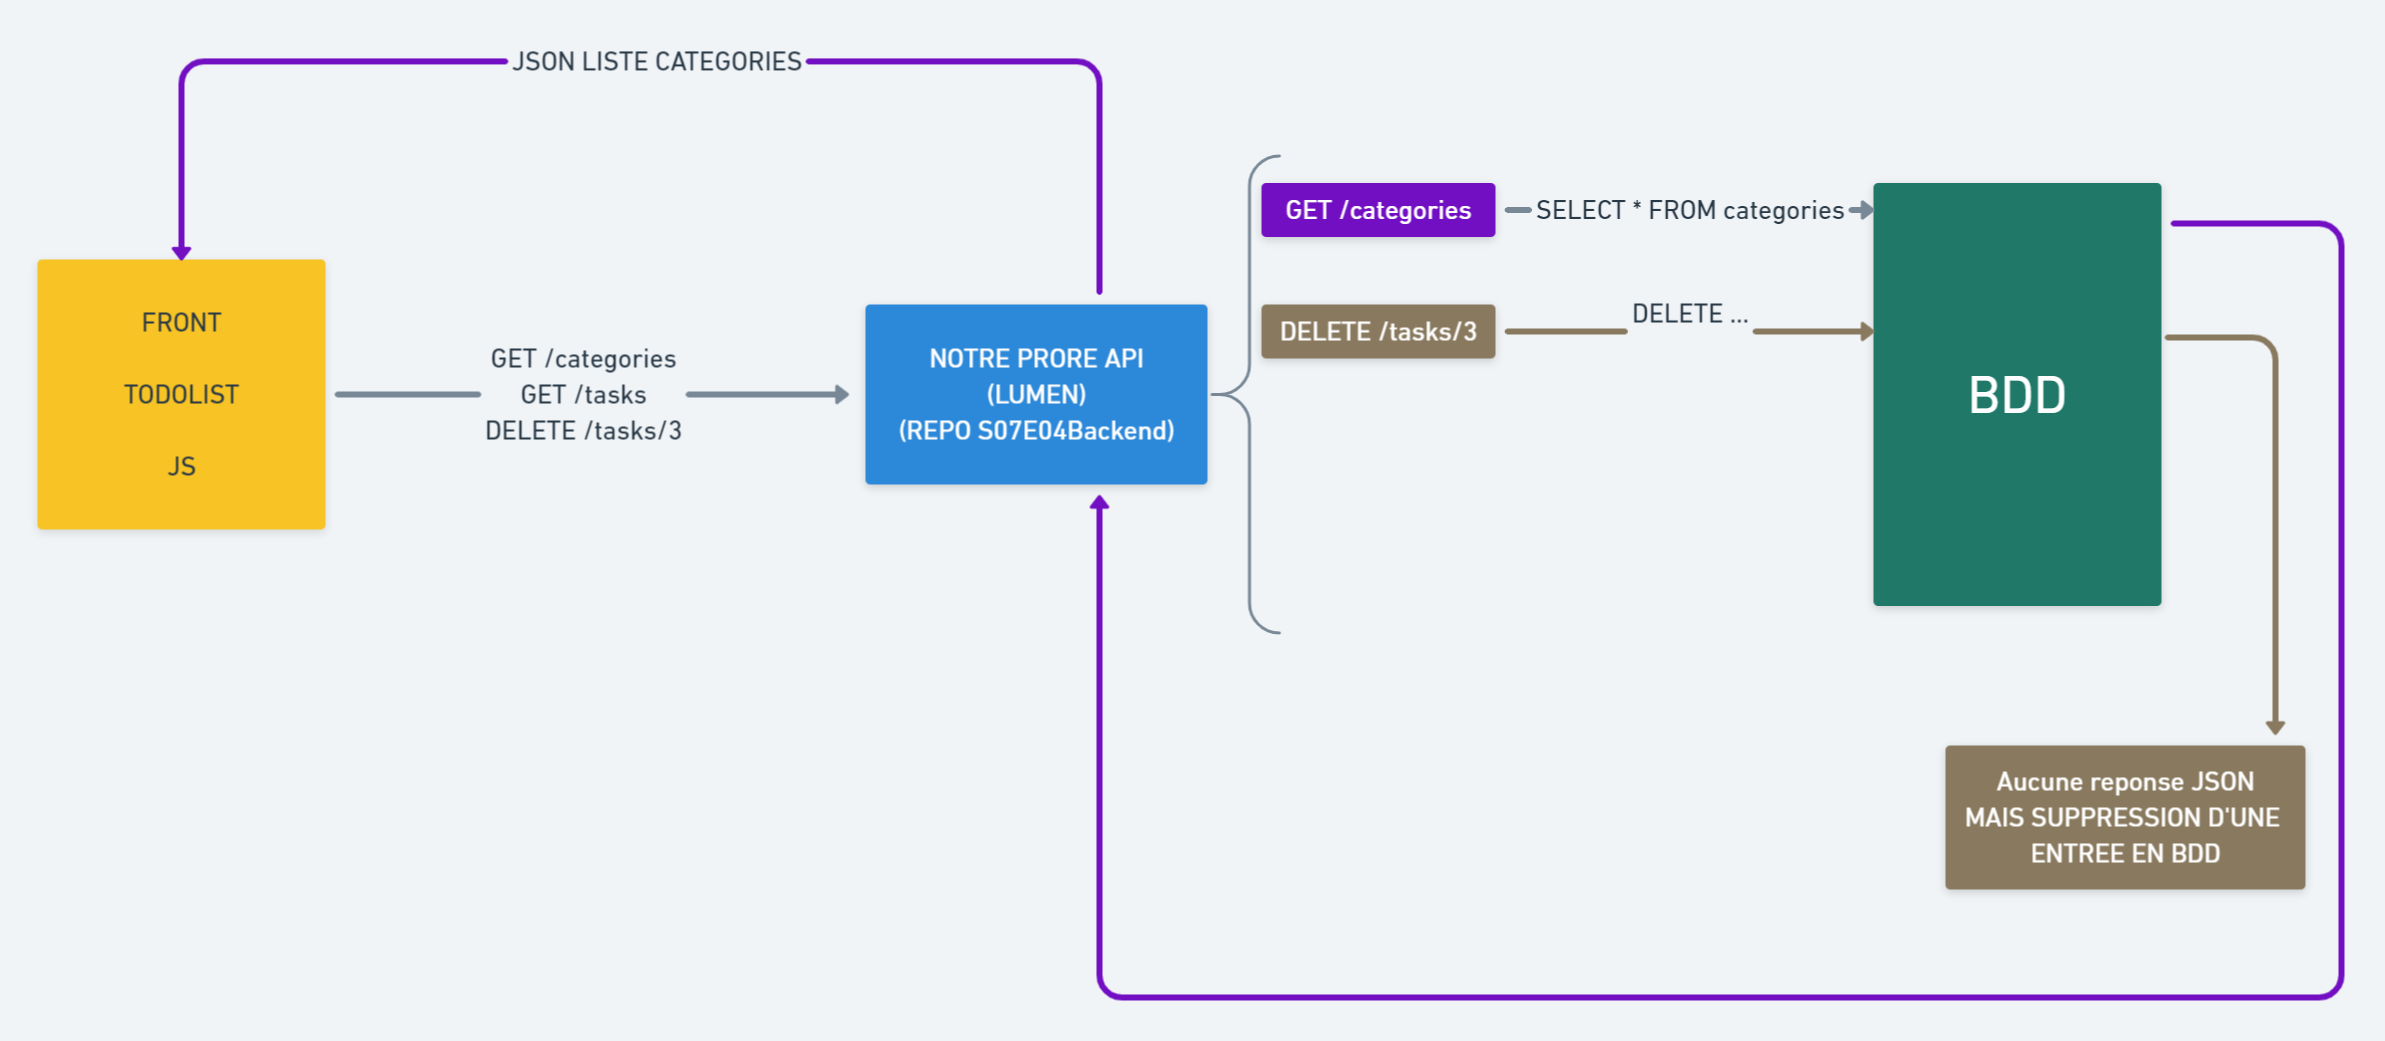 JSON LISTE CATEGORIES
FRONT
TODOLIST
JS
GET /categories
GET /tasks
DELETE /tasks/3
NOTRE PRORE API
(LUMEN)
(REPO S07E04Backend)
GET /categories
SELECT * FROM categories
DELETE /tasks/3
DELETE ...
BDD
Aucune reponse JSON
MAIS SUPPRESSION D'UNE
ENTREE EN BDD